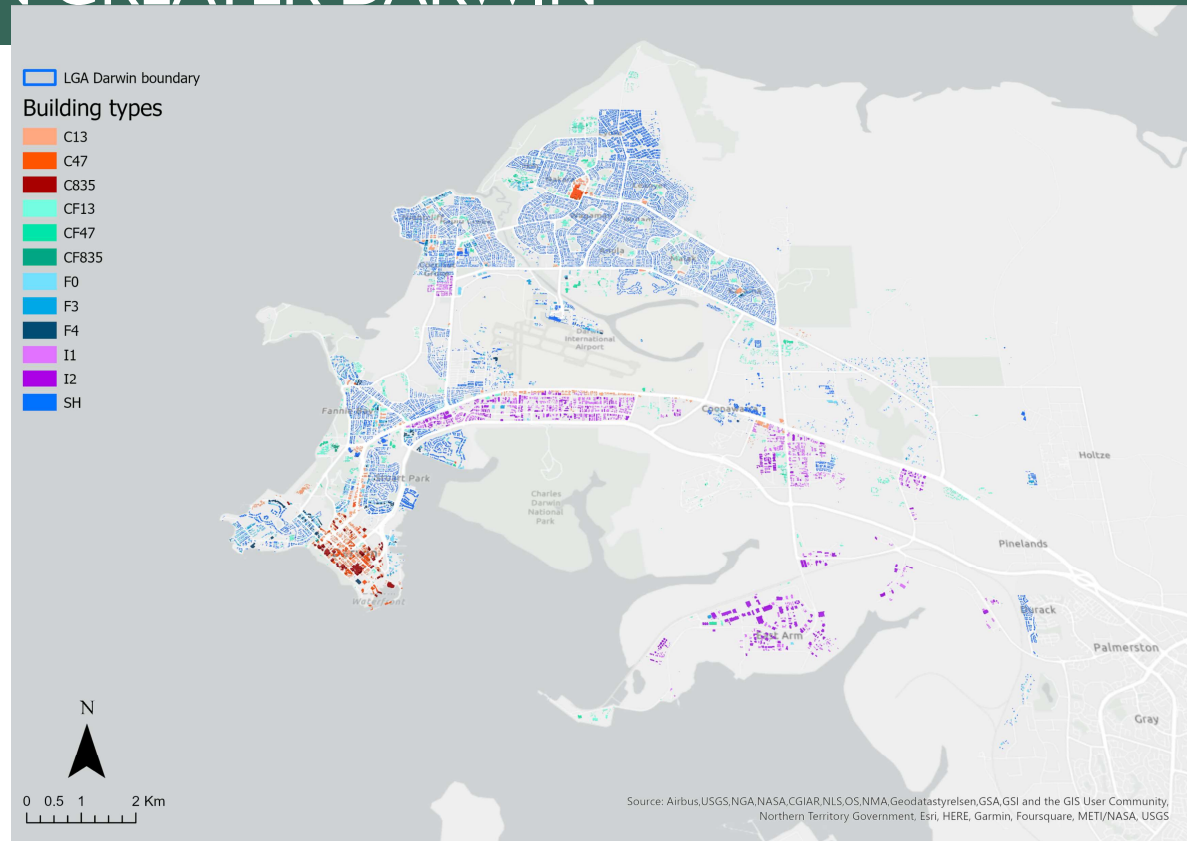 N GREATER DARWIN
LGA Darwin boundary
Building types
C13
C47
C835
CF13
CF47
CF835
F0
F3
F4
I1
I2
SH
Malak
Darwin
International
Airport
Fannie Bay
Coonawarra
Stuart Park
Charles
Darwin
National
Park
Holtze
Pinelands
Waterfront
East Arm
Durack
Palmerston
Gray
N
0 0.5 1 2 Km
Source: Airbus,USGS,NGA,NASA,CGIAR,NLS,OS,NMA,Geodatastyrelsen,GSA,GSI and the GIS User Community,
Northern Territory Government, Esri, HERE, Garmin, Foursquare, METI/NASA, USGS